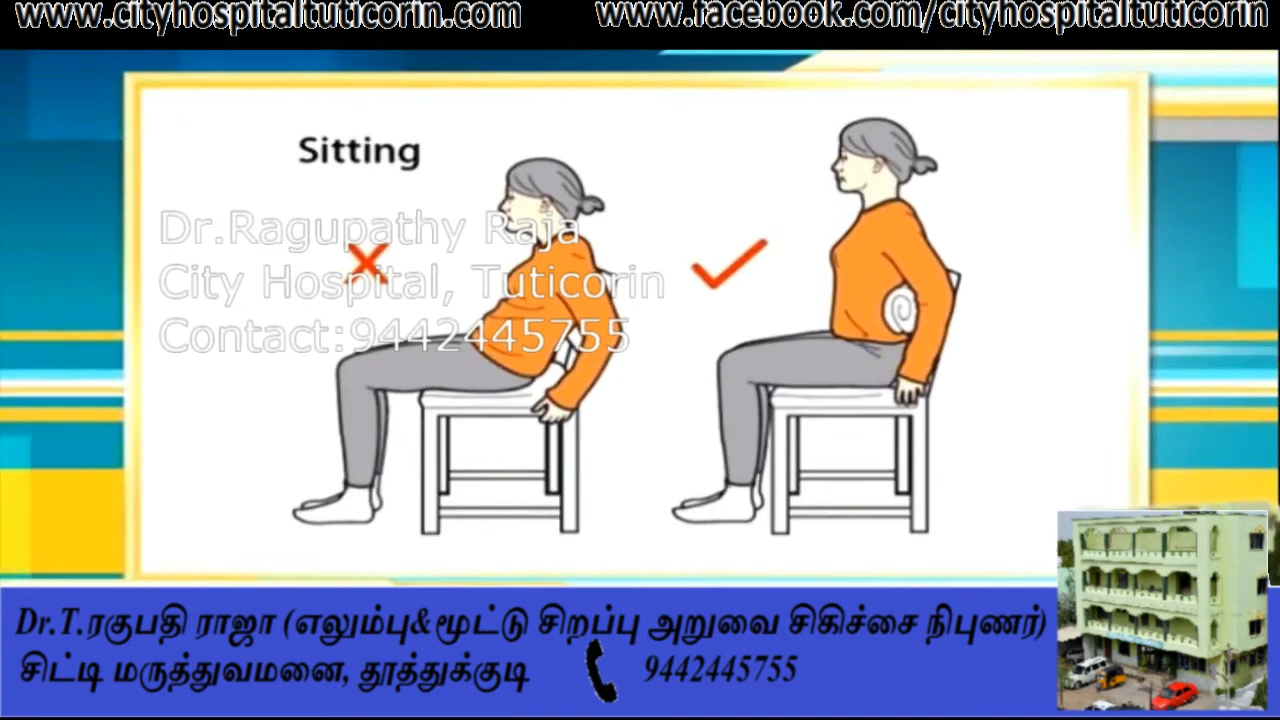 www.cityhospitaltuticorin.com www.facebook.com/cityhospitaltuticorin
Sitting
Dr.Ragupathy Raja
City Hospital, Tuticorin
Contact:9442445755
Dr.T.ரகுபதி ராஜா (எலும்பு&மூட்டு சிறப்பு அறுவை சிகிச்சை நிபுணர்)
சிட்டி மருத்துவமனை, தூத்துக்குடி 9442445755